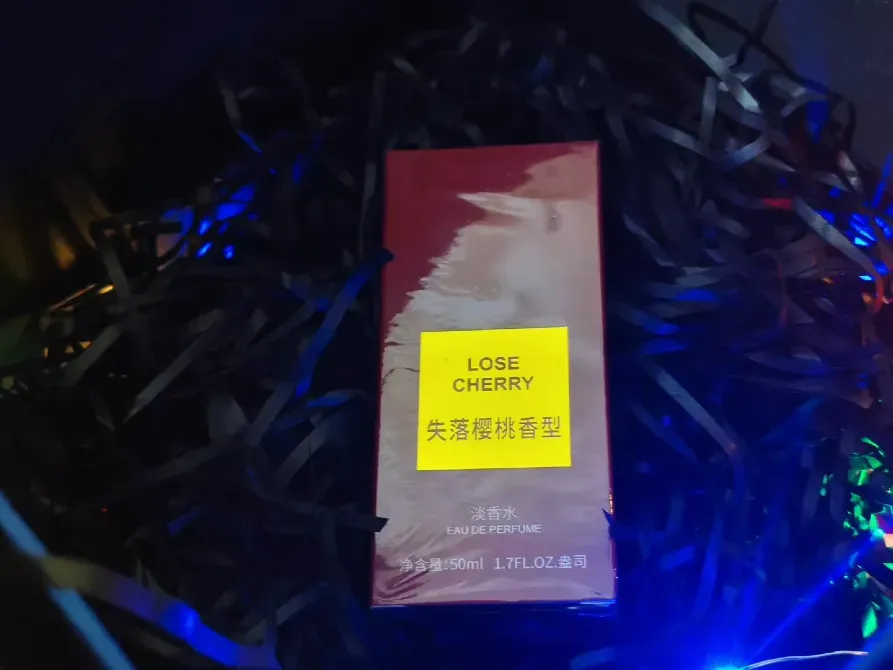 LOSE
CHERRY
失落樱桃香型
淡香水
EAU DE PERFUME
净含量:50ml 1.7FL.OZ.盎司